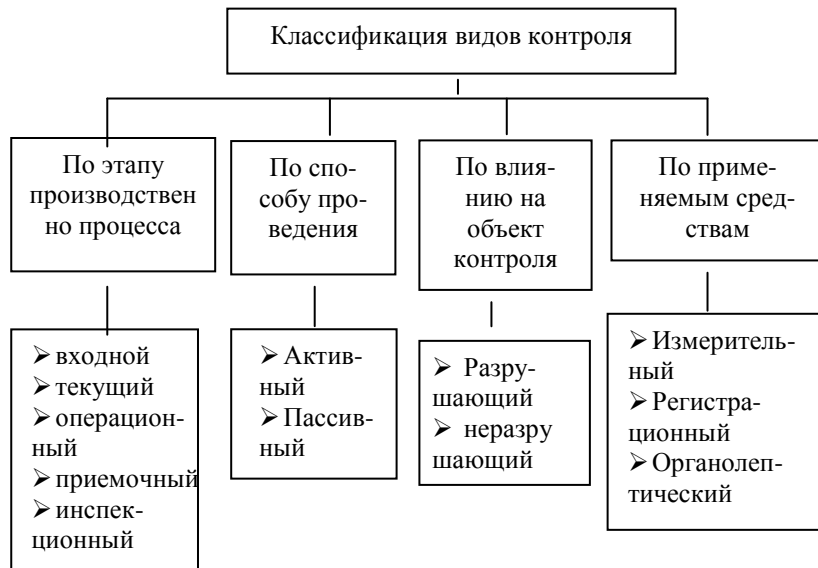 Классификация видов контроля
По этапу
производствен
но процесса
По спо-
собу про-
ведения
По влия-
нию на
объект
контроля
По приме-
няемым сред-
ствам
➢ входной
➢ текущий
➢ операцион-
ный
➢ приемочный
➢ инспек-
ционный
➢ Актив-
ный
➢ Пассив-
ный
➢ Разру-
шающий
➢ неразру
шающий
➢ Измеритель-
ный
➢ Регистра-
ционный
➢ Органолеп-
тический